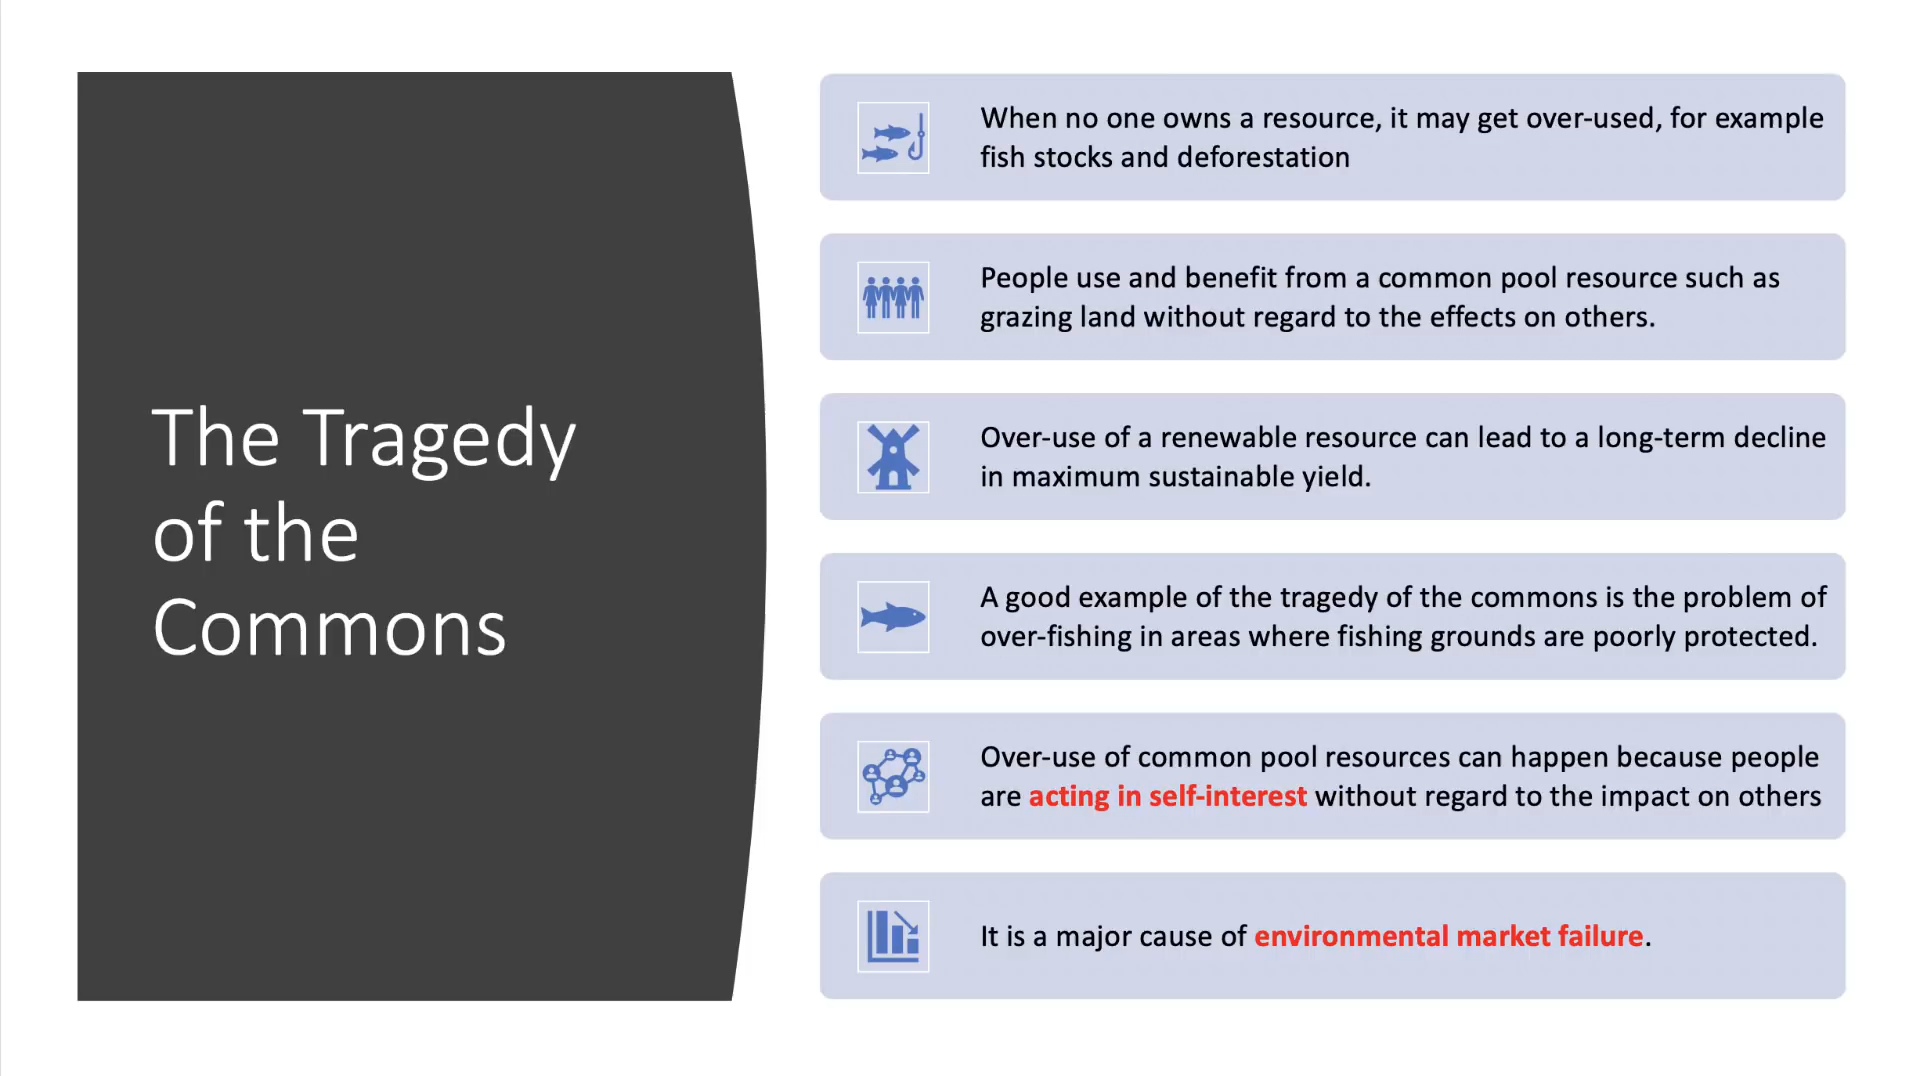 The Tragedy
of the
Commons
When no one owns a resource, it may get over-used, for example
fish stocks and deforestation
People use and benefit from a common pool resource such as
grazing land without regard to the effects on others.
Over-use of a renewable resource can lead to a long-term decline
in maximum sustainable yield.
A good example of the tragedy of the commons is the problem of
over-fishing in areas where fishing grounds are poorly protected.
Over-use of common pool resources can happen because people
are acting in self-interest without regard to the impact on others
It is a major cause of environmental market failure.